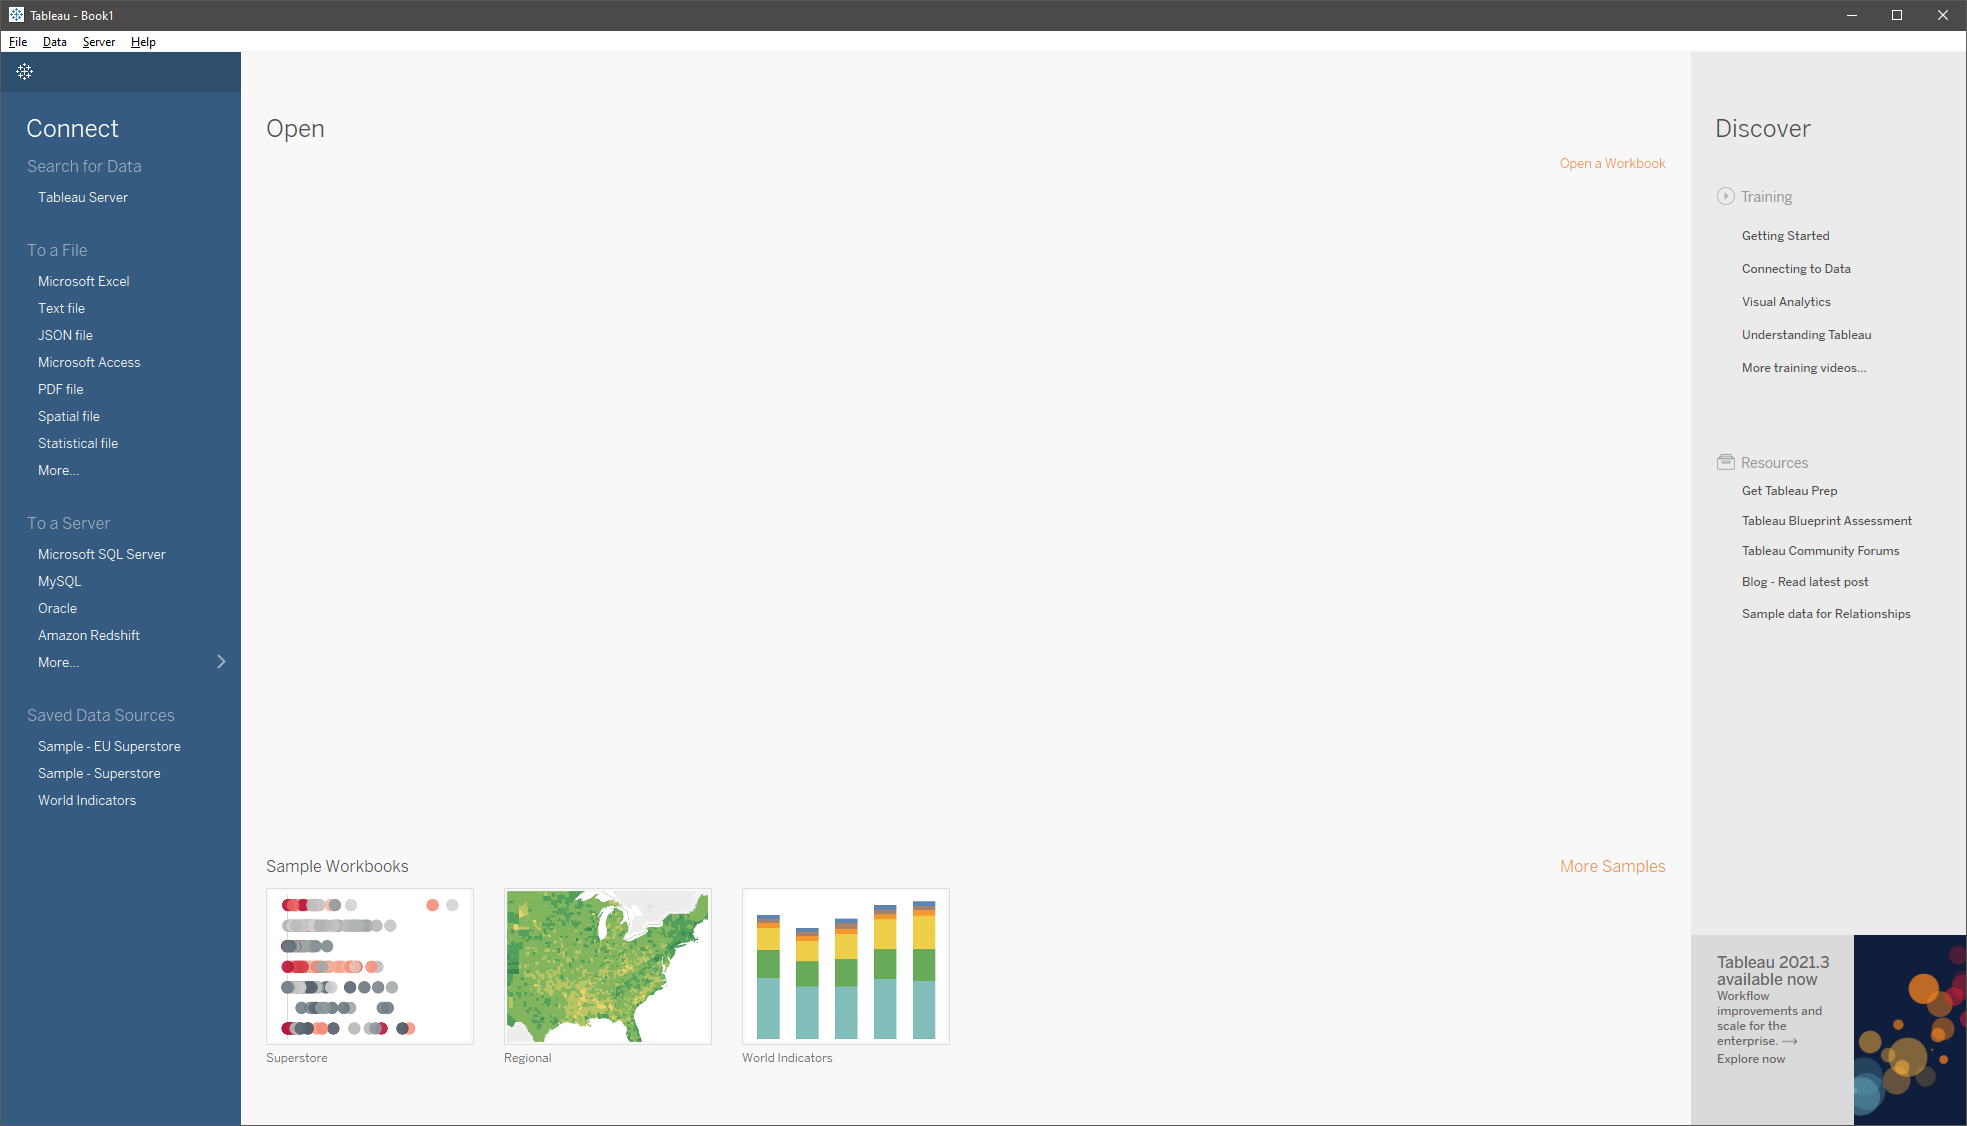 Tableau - Book1
File Data Server Help
Connect
Search for Data
Tableau Server
To a File
Microsoft Excel
Text file
JSON file
Microsoft Access
PDF file
Spatial file
Statistical file
More...
To a Server
Microsoft SQL Server
MySQL
Oracle
Amazon Redshift
More...
Saved Data Sources
Sample - EU Superstore
Sample - Superstore
World Indicators
Open
Open a Workbook
Sample Workbooks
More Samples
Superstore
Regional
World Indicators
Discover
Training
Getting Started
Connecting to Data
Visual Analytics
Understanding Tableau
More training videos...
Resources
Get Tableau Prep
Tableau Blueprint Assessment
Tableau Community Forums
Blog - Read latest post
Sample data for Relationships
Tableau 2021.3
available now
Workflow
improvements and
scale for the
enterprise. →
Explore now